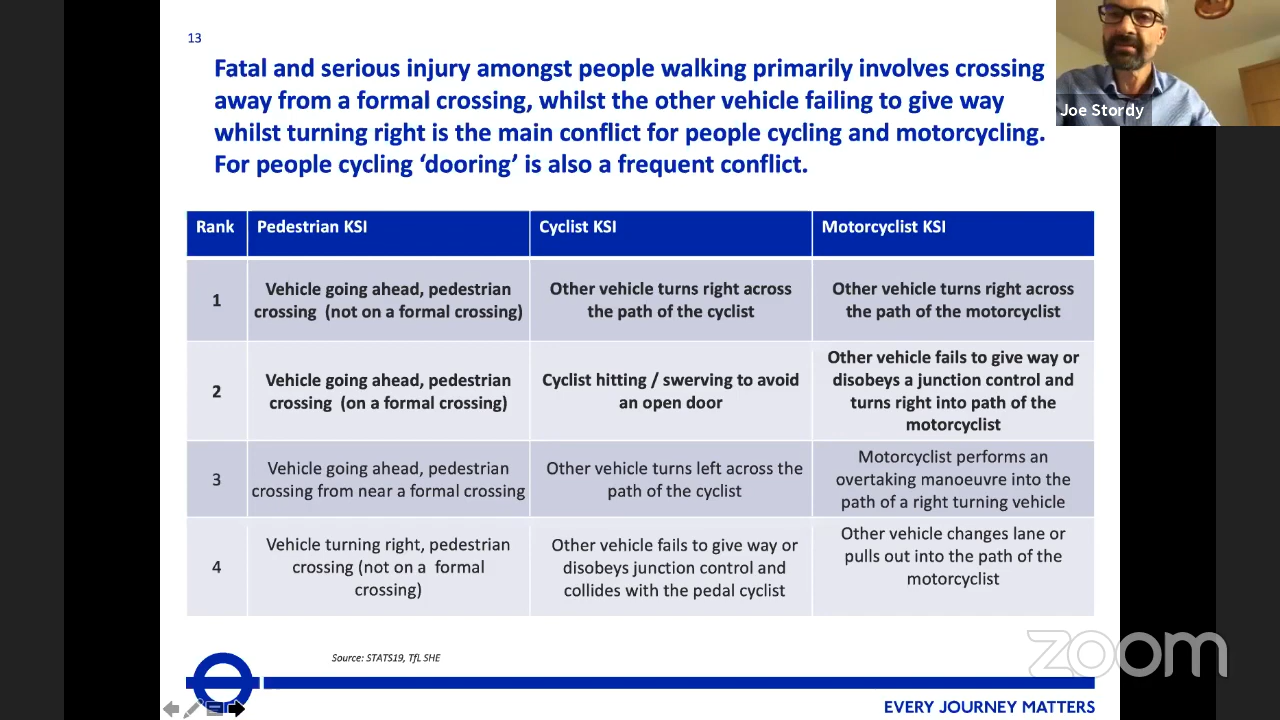 13
Fatal and serious injury amongst people walking primarily involves crossing
away from a formal crossing, whilst the other vehicle failing to give way
whilst turning right is the main conflict for people cycling and motorcycling.
For people cycling ‘dooring’ is also a frequent conflict.
Joe Stordy
Rank
Pedestrian KSI
Cyclist KSI
Motorcyclist KSI
1
Vehicle going ahead, pedestrian
crossing (not on a formal crossing)
Other vehicle turns right across
the path of the cyclist
Other vehicle turns right across
the path of the motorcyclist
2
Vehicle going ahead, pedestrian
crossing (on a formal crossing)
Cyclist hitting / swerving to avoid
an open door
Other vehicle fails to give way or
disobeys a junction control and
turns right into path of the
motorcyclist
3
Vehicle going ahead, pedestrian
crossing from near a formal crossing
Other vehicle turns left across the
path of the cyclist
Motorcyclist performs an
overtaking manoeuvre into the
path of a right turning vehicle
4
Vehicle turning right, pedestrian
crossing (not on a formal
crossing)
Other vehicle fails to give way or
disobeys junction control and
collides with the pedal cyclist
Other vehicle changes lane or
pulls out into the path of the
motorcyclist
Source: STATS19, TfL SHE
zoom
EVERY JOURNEY MATTERS